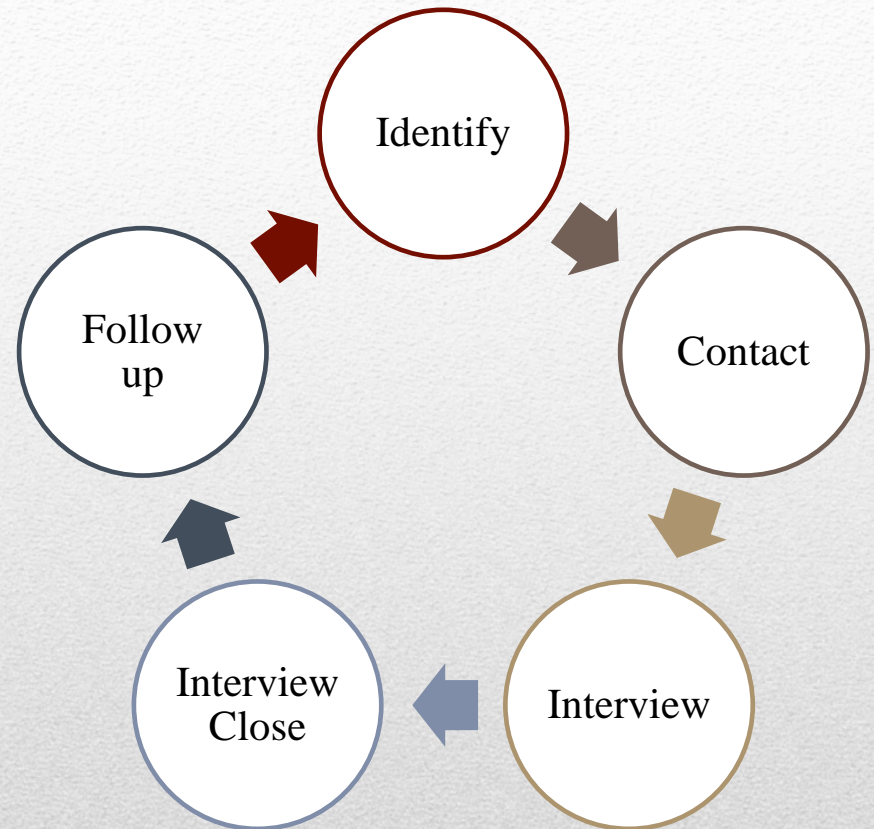 Identify
Contact
Interview
Interview
Close
Follow
up